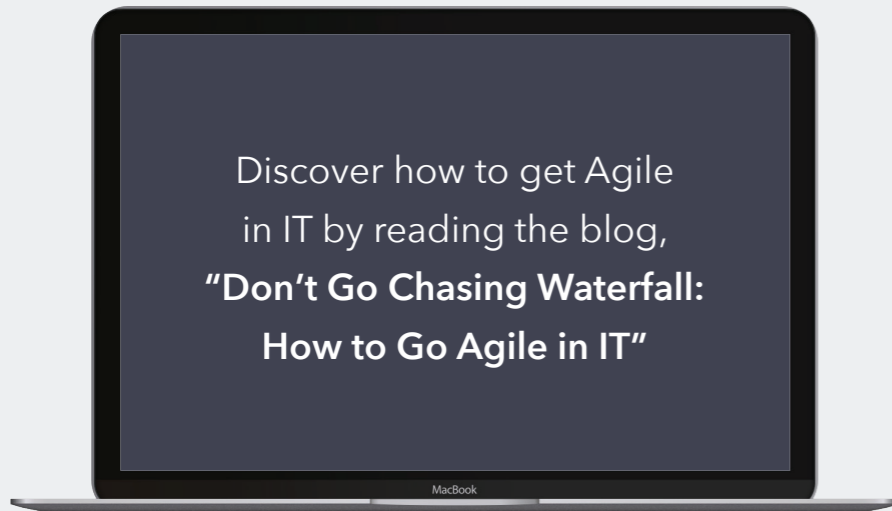 Discover how to get Agile
in IT by reading the blog,
“Don’t Go Chasing Waterfall:
How to Go Agile in IT”
MacBook